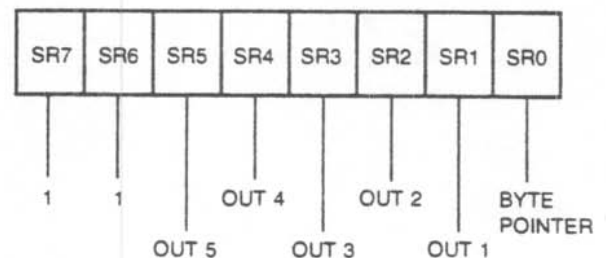 SR7 SR6 SR5 SR4 SR3 SR2 SR1 SR0
1 1 OUT 4 OUT 2 BYTE
POINTER
OUT 5 OUT 3 OUT 1